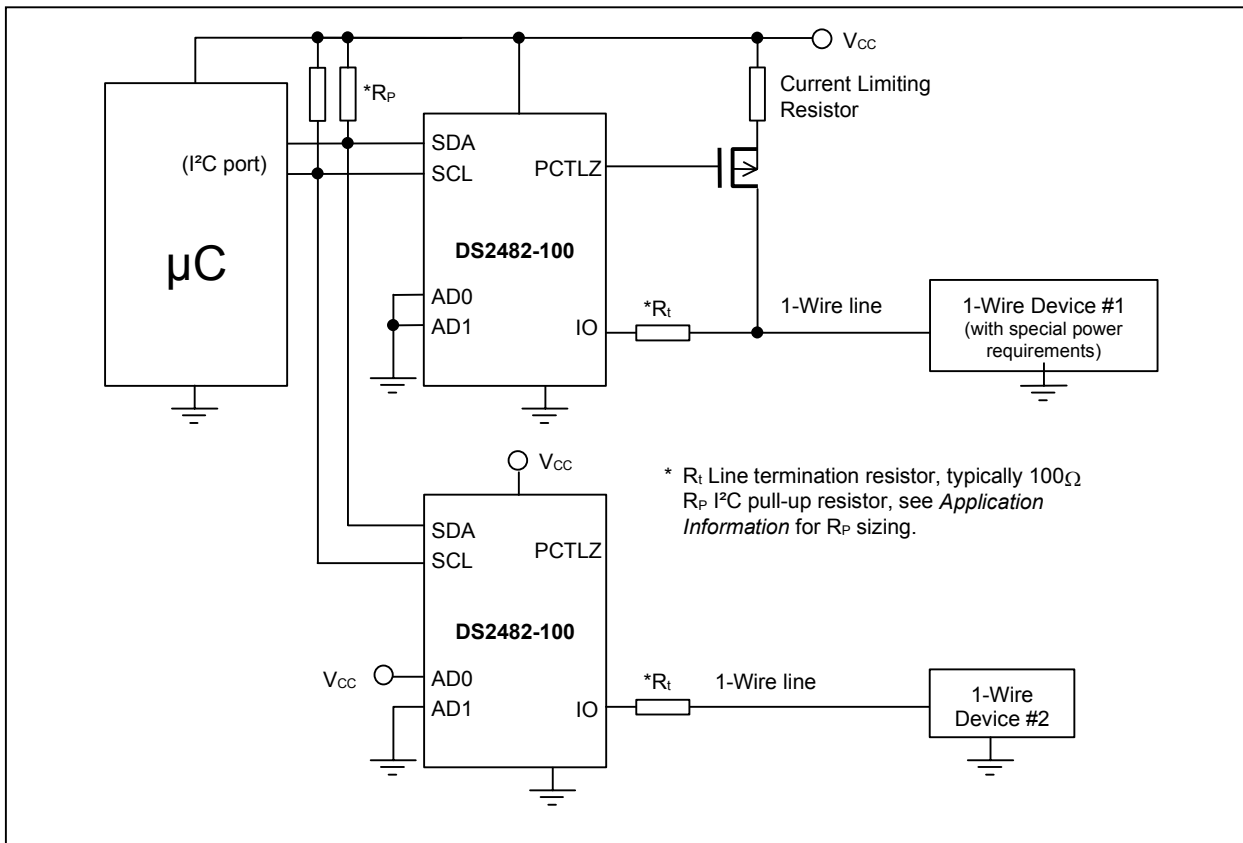 VCC
*RP
Current Limiting
Resistor
(I²C port)
µC
SDA
SCL
PCTLZ
DS2482-100
AD0
AD1
IO
*Rt
1-Wire line
1-Wire Device #1
(with special power
requirements)
VCC
* Rt Line termination resistor, typically 100Ω
RP I²C pull-up resistor, see Application
Information for RP sizing.
SDA
SCL
PCTLZ
DS2482-100
VCC
AD0
AD1
IO
*Rt
1-Wire line
1-Wire
Device #2